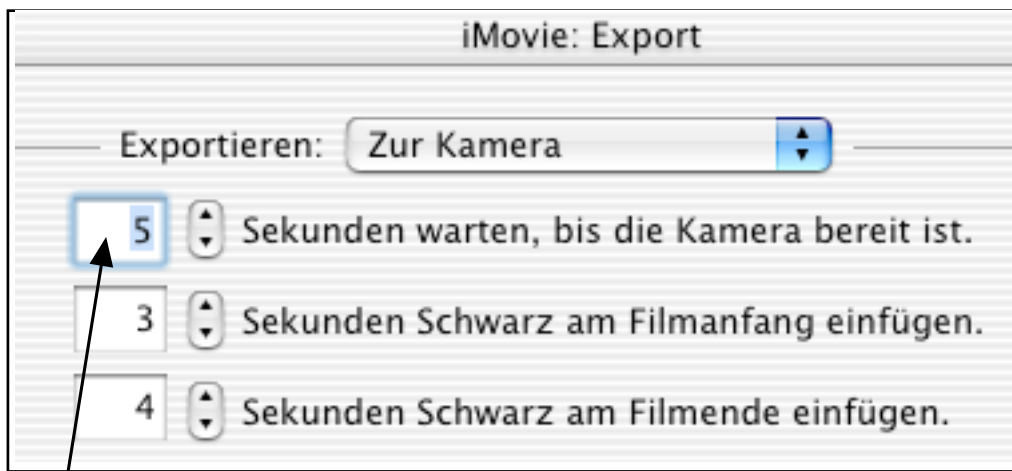 iMovie: Export
Exportieren: Zur Kamera
5 Sekunden warten, bis die Kamera bereit ist.
3 Sekunden Schwarz am Filmanfang einfügen.
4 Sekunden Schwarz am Filmende einfügen.